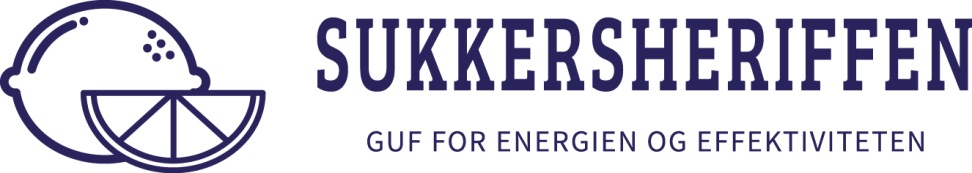 SUKKERSHERIFFEN
GUF FOR ENERGIEN OG EFFEKTIVITETEN